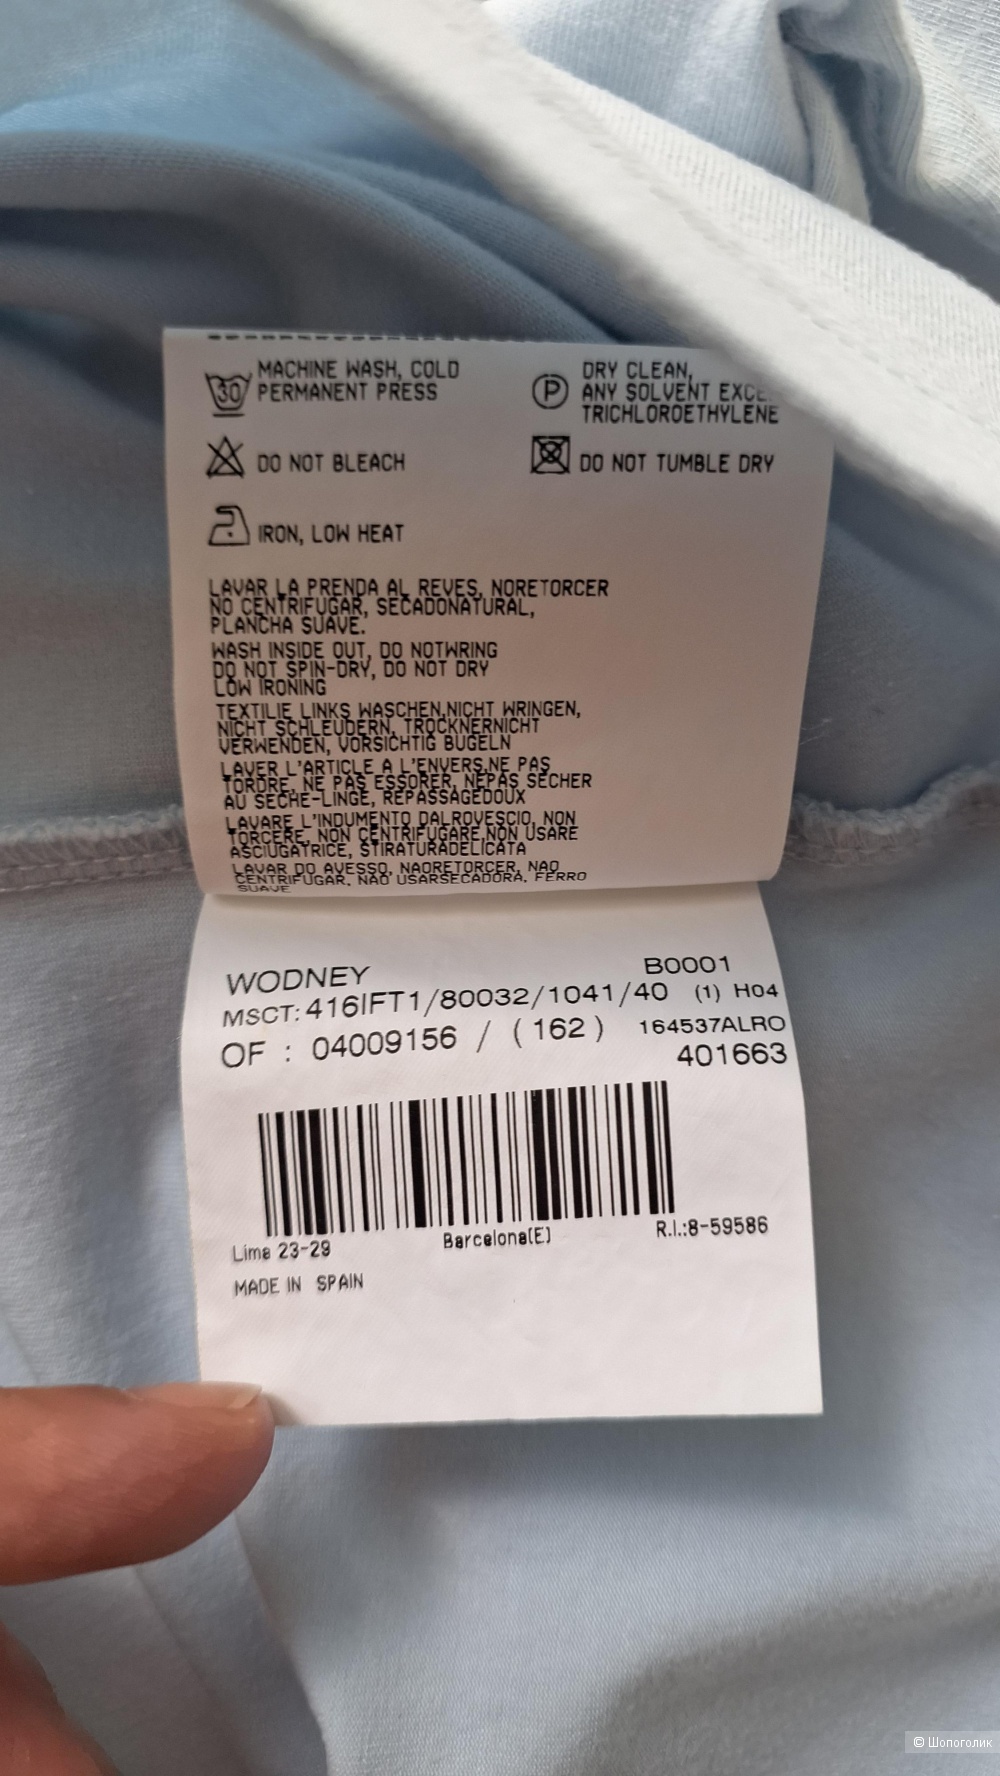 30
MACHINE WASH, COLD
PERMANENT PRESS
P
DRY CLEAN,
ANY SOLVENT
TRICHLOROETHYLENE
DO NOT BLEACH
DO NOT TUMBLE DRY
IRON, LOW HEAT
LAVAR LA PRENDA AL REVES, NORETORCER
NO CENTRIFUGAR, SECADONATURAL,
PLANCHA SUAVE.
WASH INSIDE OUT, DO NOTWRING
DO NOT SPIN-DRY, DO NOT DRY
LOW IRONING
TEXTILIE LINKS WASCHEN,NICHT WRINGEN,
NICHT SCHLEUDERN, TROCKNERNICHT
VERWENDEN, VORSICHTIG BUGELN
LAVER L'ARTICLE A L'ENVERS,NE PAS
TORDRE, NE PAS ESSORER, NEPAS SECHER
AU SECHE-LINGE, REPASSAGEDOUX
LAVARE L'INDUMENTO DALROVESCIO, NON
TORCERE, NON CENTRIFUGARE,NON USARE
ASCIUGATRICE, STIRATURADELICATA
LAVAR DO AVESSO, NAORETORCER, NAO
CENTRIFUGAR, NAO USARSECADORA, FERRO
SUAVE
WODNEY B0001
MSCT: 416IFT1/80032/1041/40 (1) H04
OF : 04009156 / (162) 164537ALRO
401663
Lima 23-29 Barcelona(E) R.I.:8-59586
MADE IN SPAIN
© Шопоголик